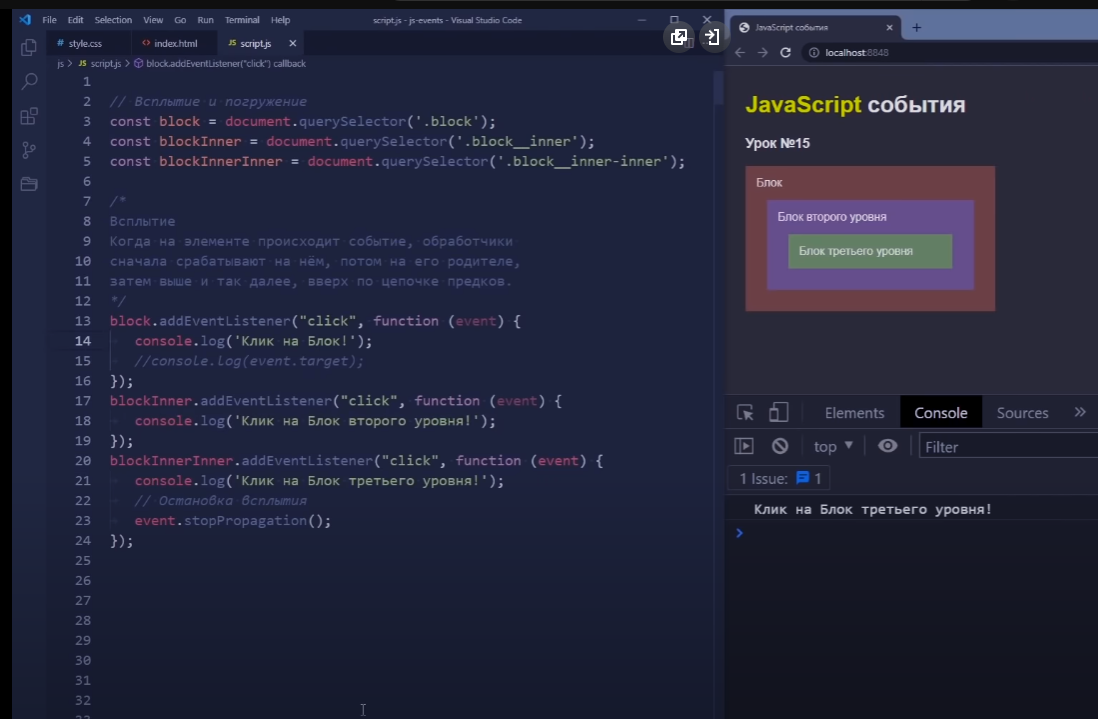 File Edit Selection View Go Run Terminal Help script.js - js-events - Visual Studio Code
# style.css <> index.html JS script.js ×
js > JS script.js > block.addEventListener("click") callback
1
2 // Всплытие и погружение
3 const block = document.querySelector('.block');
4 const blockInner = document.querySelector('.block__inner');
5 const blockInnerInner = document.querySelector('.block__inner-inner');
6
7 /*
8 Всплытие
9 Когда на элементе происходит событие, обработчики
10 сначала срабатывают на нём, потом на его родителе,
11 затем выше и так далее, вверх по цепочке предков.
12 */
13 block.addEventListener("click", function (event) {
14 console.log('Клик на Блок!');
15 //console.log(event.target);
16 });
17 blockInner.addEventListener("click", function (event) {
18 console.log('Клик на Блок второго уровня!');
19 });
20 blockInnerInner.addEventListener("click", function (event) {
21 console.log('Клик на Блок третьего уровня!');
22 // Остановка всплытия
23 event.stopPropagation();
24 });
25
26
27
28
29
30
31
32
33
JavaScript события
localhost:8848
JavaScript события
Урок №15
Блок
Блок второго уровня
Блок третьего уровня
Elements Console Sources »
top ▼ Filter
1 Issue: 1
Клик на Блок третьего уровня!
>